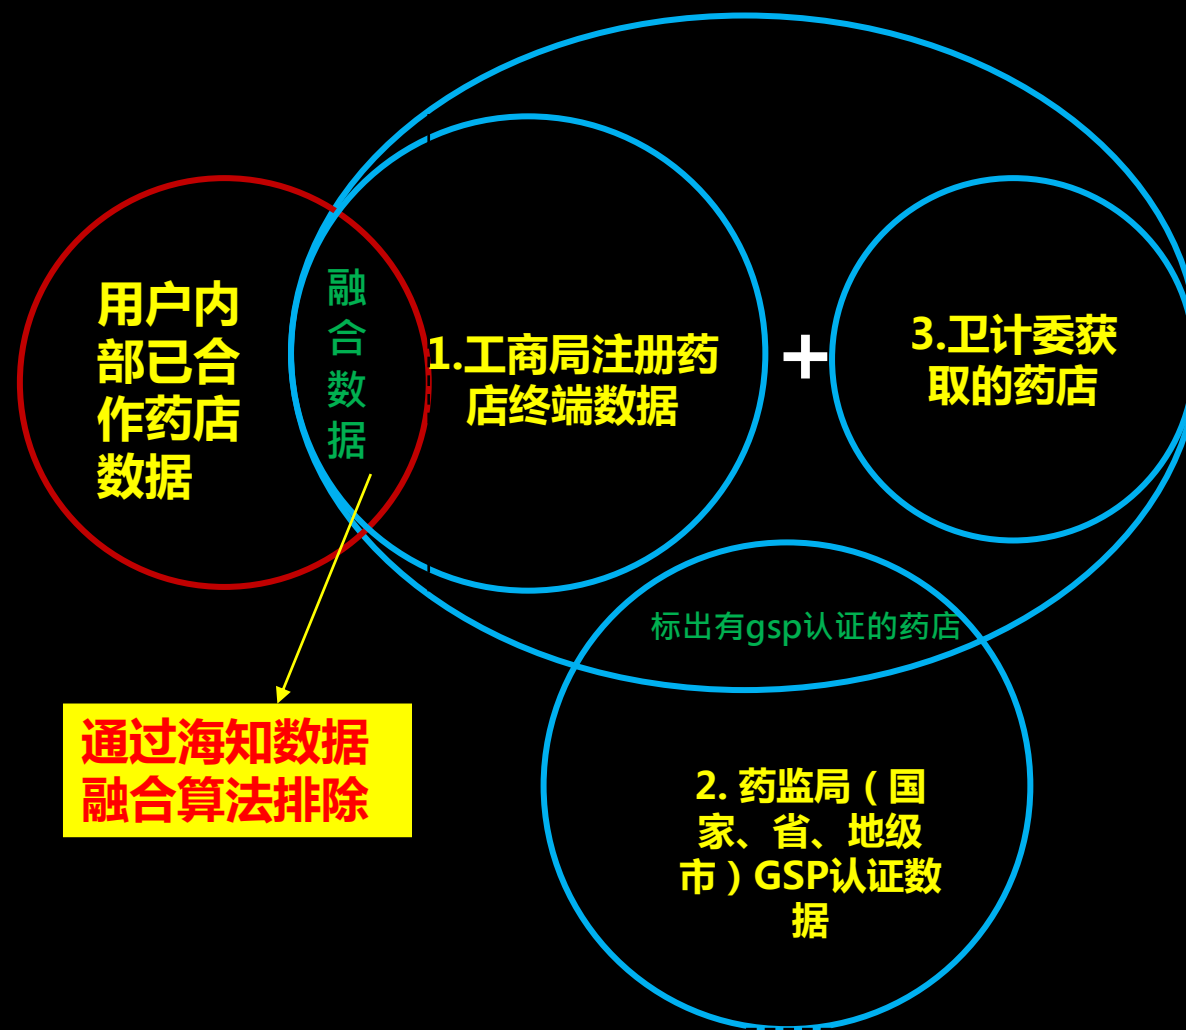 用户内
部已合
作药店
数据
融
合
数
据
1.工商局注册药
店终端数据
+
3.卫计委获
取的药店
标出有gsp认证的药店
通过海知数据
融合算法排除
2. 药监局（国
家、省、地级
市）GSP认证数
据